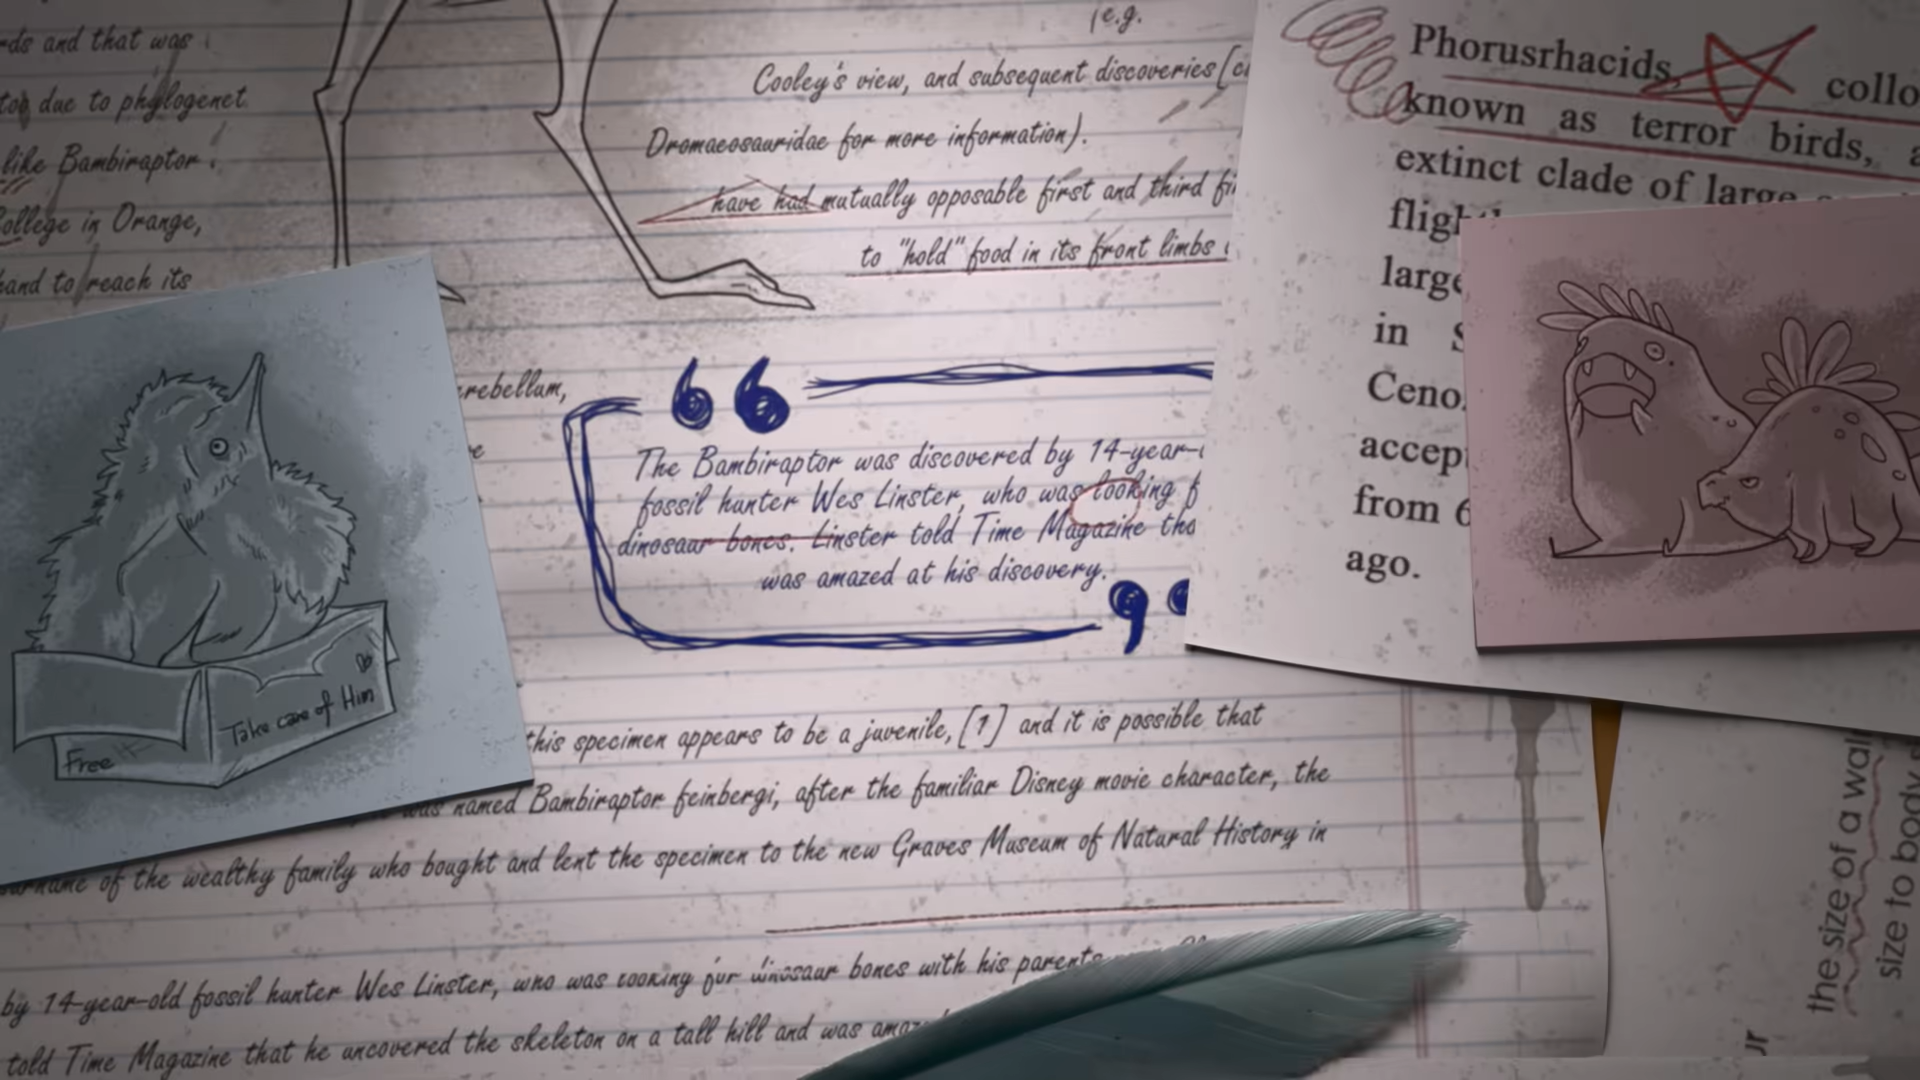 and that was
due to phylogenet
like Bambiraptor
College in Orange,
hand to reach its
(e.g.
Cooley's view, and subsequent discoveries
Dromaeosauridae for more information).
have had mutually opposable first and third
to "hold" food in its front limbs
The Bambiraptor was discovered by 14-year-
fossil hunter Wes Linster, who was looking
dinosaur bones. Linster told Time Magazine
was amazed at his discovery.
this specimen appears to be a juvenile, [1] and it is possible that
was named Bambiraptor feinbergi, after the familiar Disney movie character, the
surname of the wealthy family who bought and lent the specimen to the new Graves Museum of Natural History in
by 14-year-old fossil hunter Wes Linster, who was looking for dinosaur bones with his parents
told Time Magazine that he uncovered the skeleton on a tall hill and was
Free
Take care of Him
Phorusrhacids,
known as terror birds,
extinct clade of large
in
from 6
ago.
the size of a
size to body